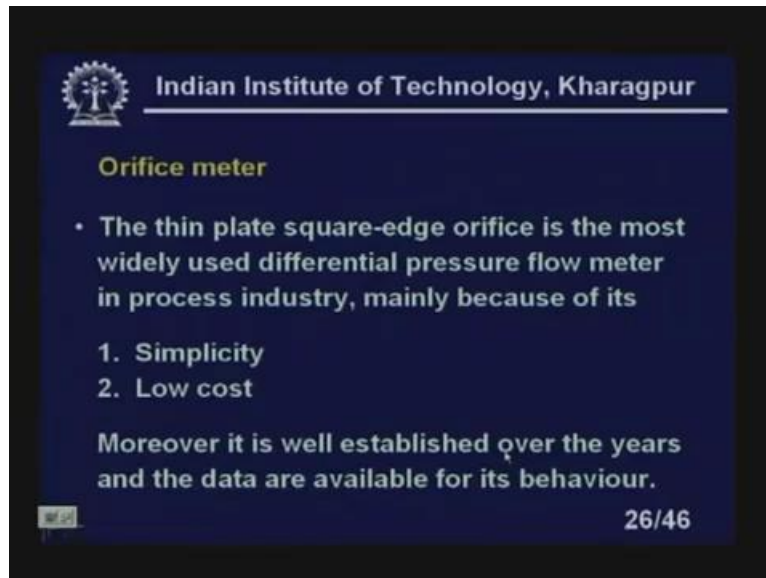 Indian Institute of Technology, Kharagpur
Orifice meter
• The thin plate square-edge orifice is the most
widely used differential pressure flow meter
in process industry, mainly because of its
1. Simplicity
2. Low cost
Moreover it is well established over the years
and the data are available for its behaviour.
26/46